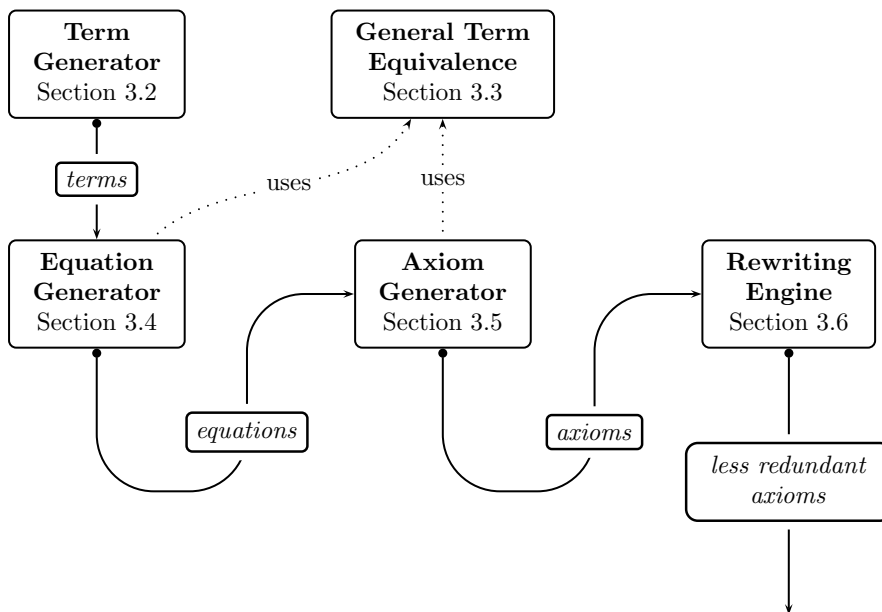 Term
Generator
Section 3.2
General Term
Equivalence
Section 3.3
terms
uses
uses
Equation
Generator
Section 3.4
Axiom
Generator
Section 3.5
Rewriting
Engine
Section 3.6
equations
axioms
less redundant
axioms